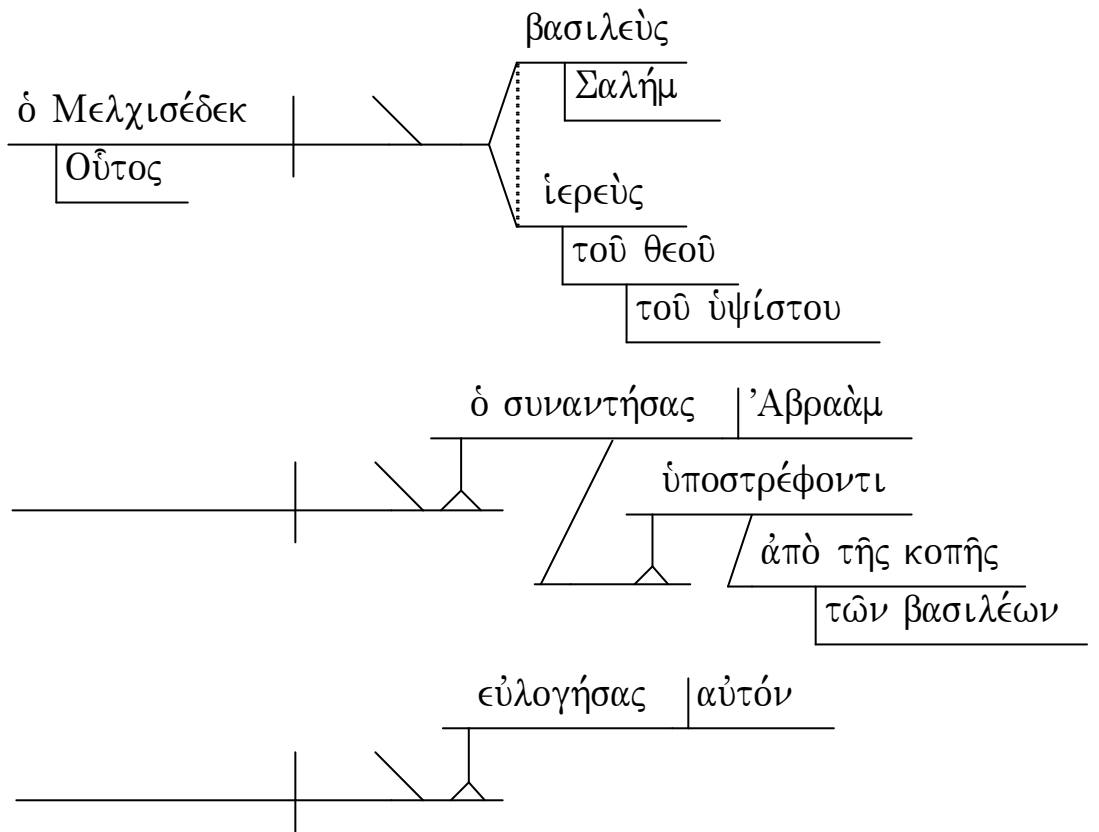 βασιλεὺς
Σαλήμ
ὁ Μελχισέδεκ
Οὗτος
ἱερεὺς
τοῦ θεοῦ
τοῦ ὑψίστου
ὁ συναντήσας Ἀβραὰμ
ὑποστρέφοντι
ἀπὸ τῆς κοπῆς
τῶν βασιλέων
εὐλογήσας αὐτόν